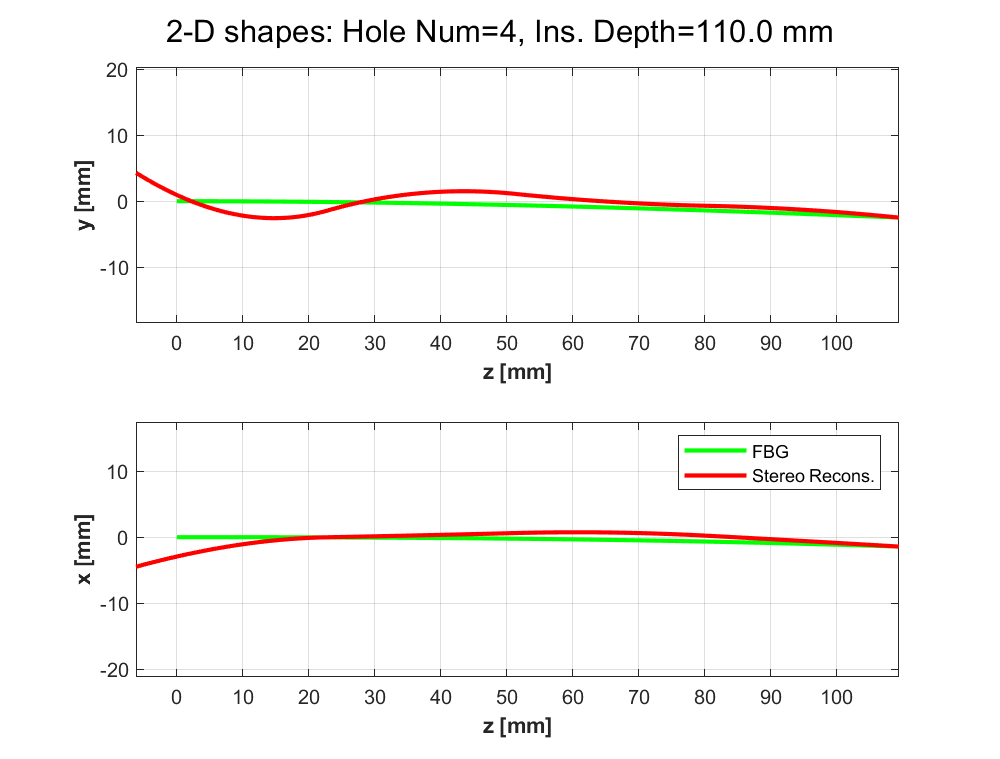 2-D shapes: Hole Num=4, Ins. Depth=110.0 mm
20
10
0
-10
y [mm]
0 10 20 30 40 50 60 70 80 90 100
z [mm]
10
0
-10
-20
x [mm]
FBG
Stereo Recons.
0 10 20 30 40 50 60 70 80 90 100
z [mm]